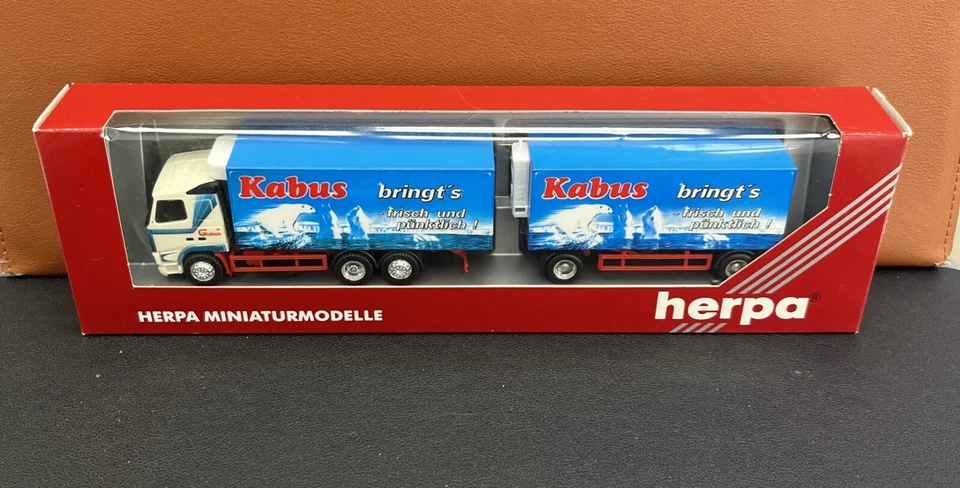 Kabus bringt's
-frisch und
pünktlich!
Kabus bringt's
-frisch und
pünktlich!
HERPA MINIATURMODELLE
herpa®